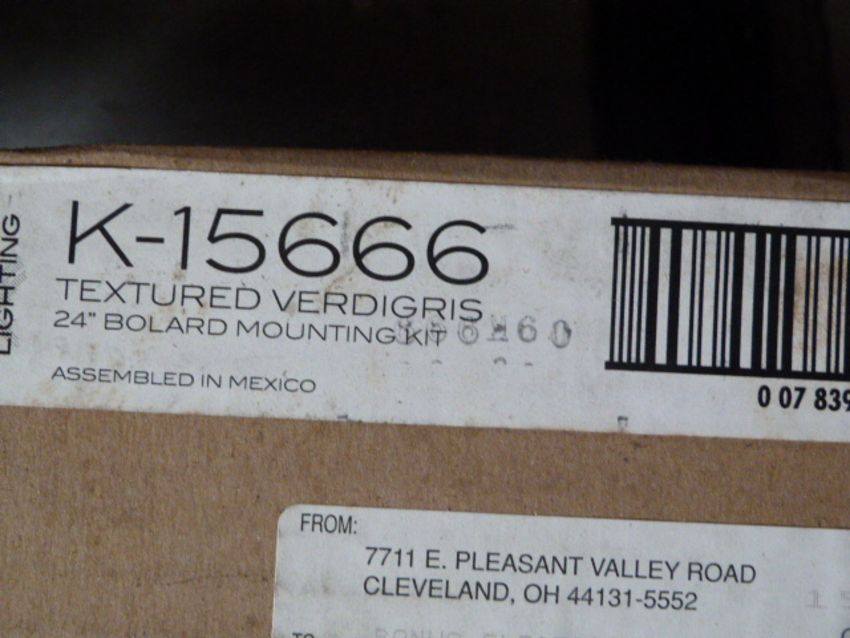 LIGHTING
K-15666
TEXTURED VERDIGRIS
24" BOLARD MOUNTING KIT
ASSEMBLED IN MEXICO
0 07 839
FROM:
7711 E. PLEASANT VALLEY ROAD
CLEVELAND, OH 44131-5552
TO